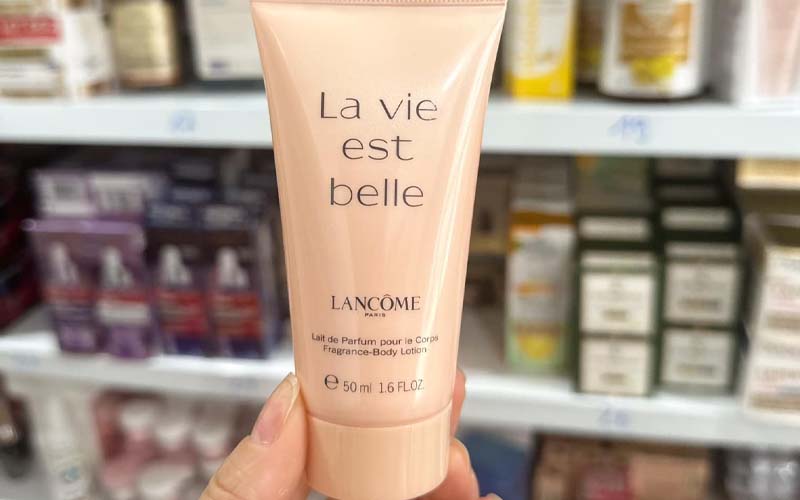 La vie
est
belle
LANCÔME
PARIS
Lait de Parfum pour le Corps
Fragrance-Body Lotion
℮ 50 ml 1.6 FL.OZ.